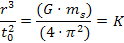 r³/t₀² = (G · mₛ)/(4 · π²) = K